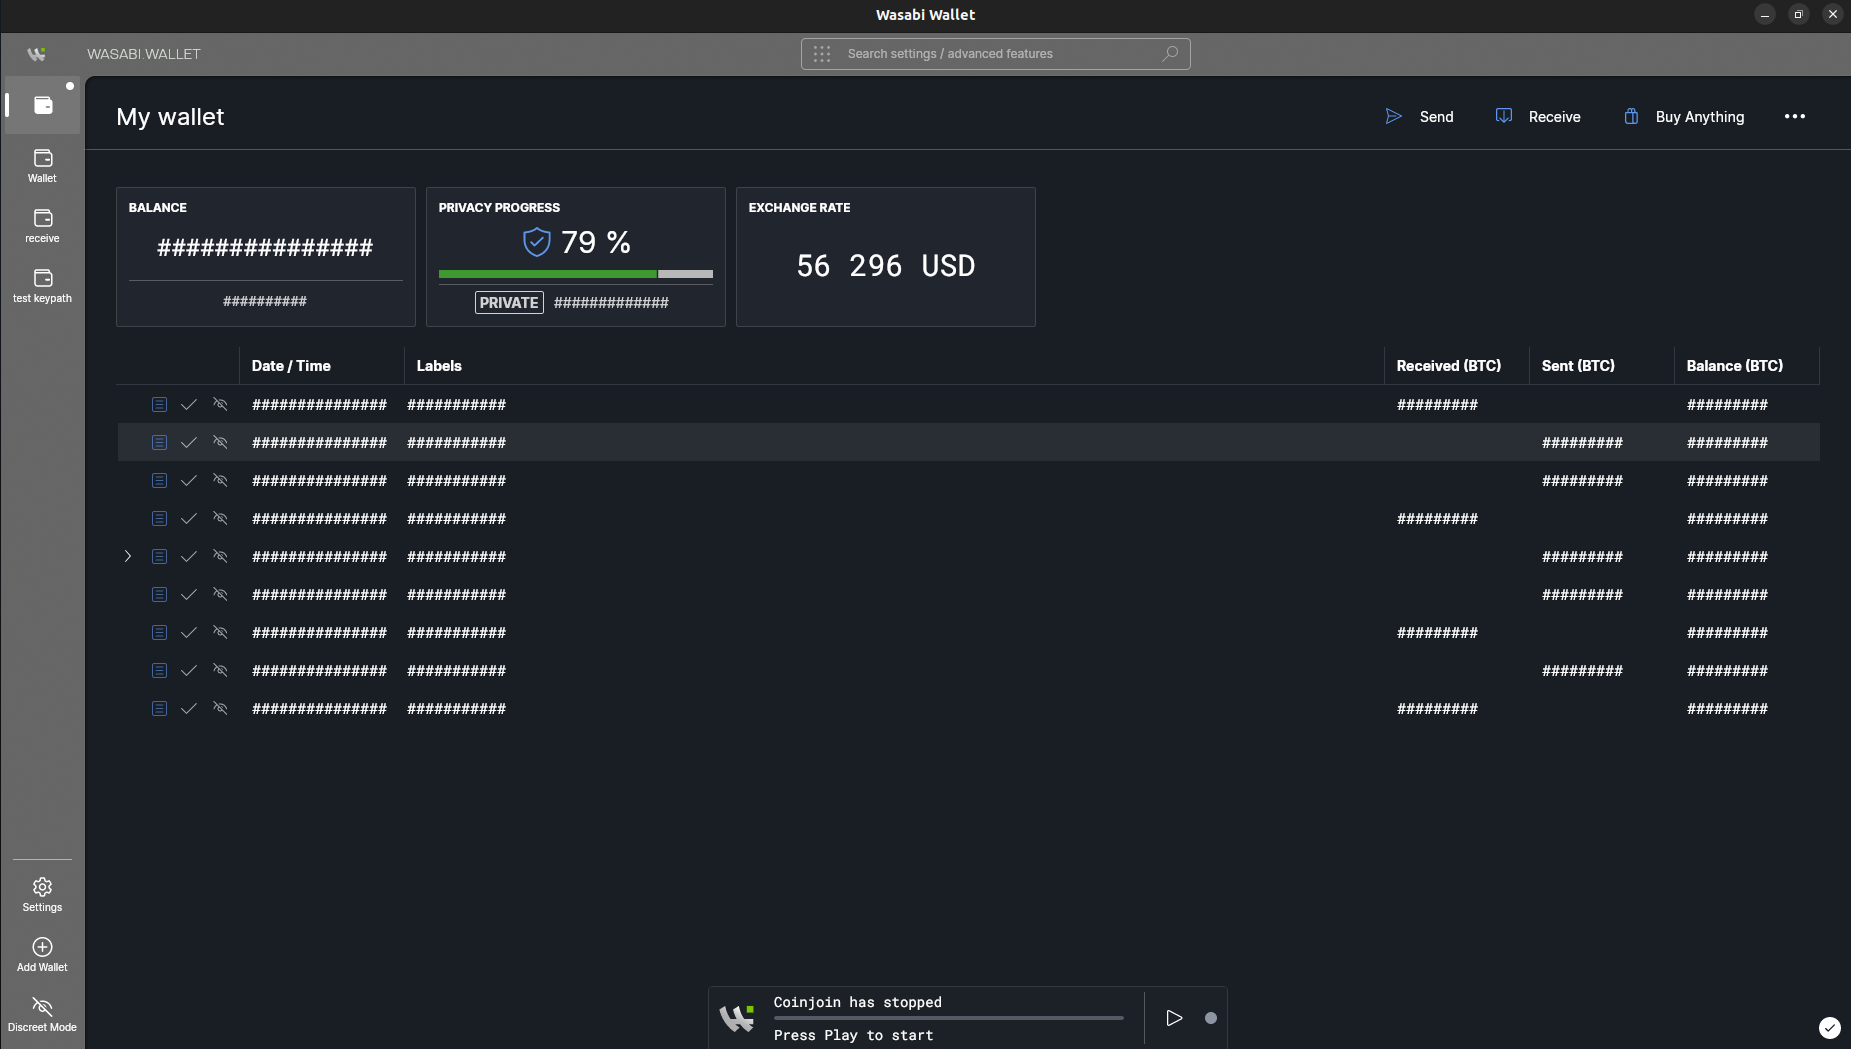 Wasabi Wallet
WASABI.WALLET
Search settings / advanced features
My wallet
Send
Receive
Buy Anything
Wallet
receive
test keypath
BALANCE
###############
##########
PRIVACY PROGRESS
79 %
PRIVATE #############
EXCHANGE RATE
56 296 USD
Date / Time Labels Received (BTC) Sent (BTC) Balance (BTC)
############### ########### ######### #########
############### ########### ######### #########
############### ########### ######### #########
############### ########### ######### #########
############### ########### ######### #########
############### ########### ######### #########
############### ########### ######### #########
############### ########### ######### #########
############### ########### ######### #########
Settings
Add Wallet
Discreet Mode
Coinjoin has stopped
Press Play to start